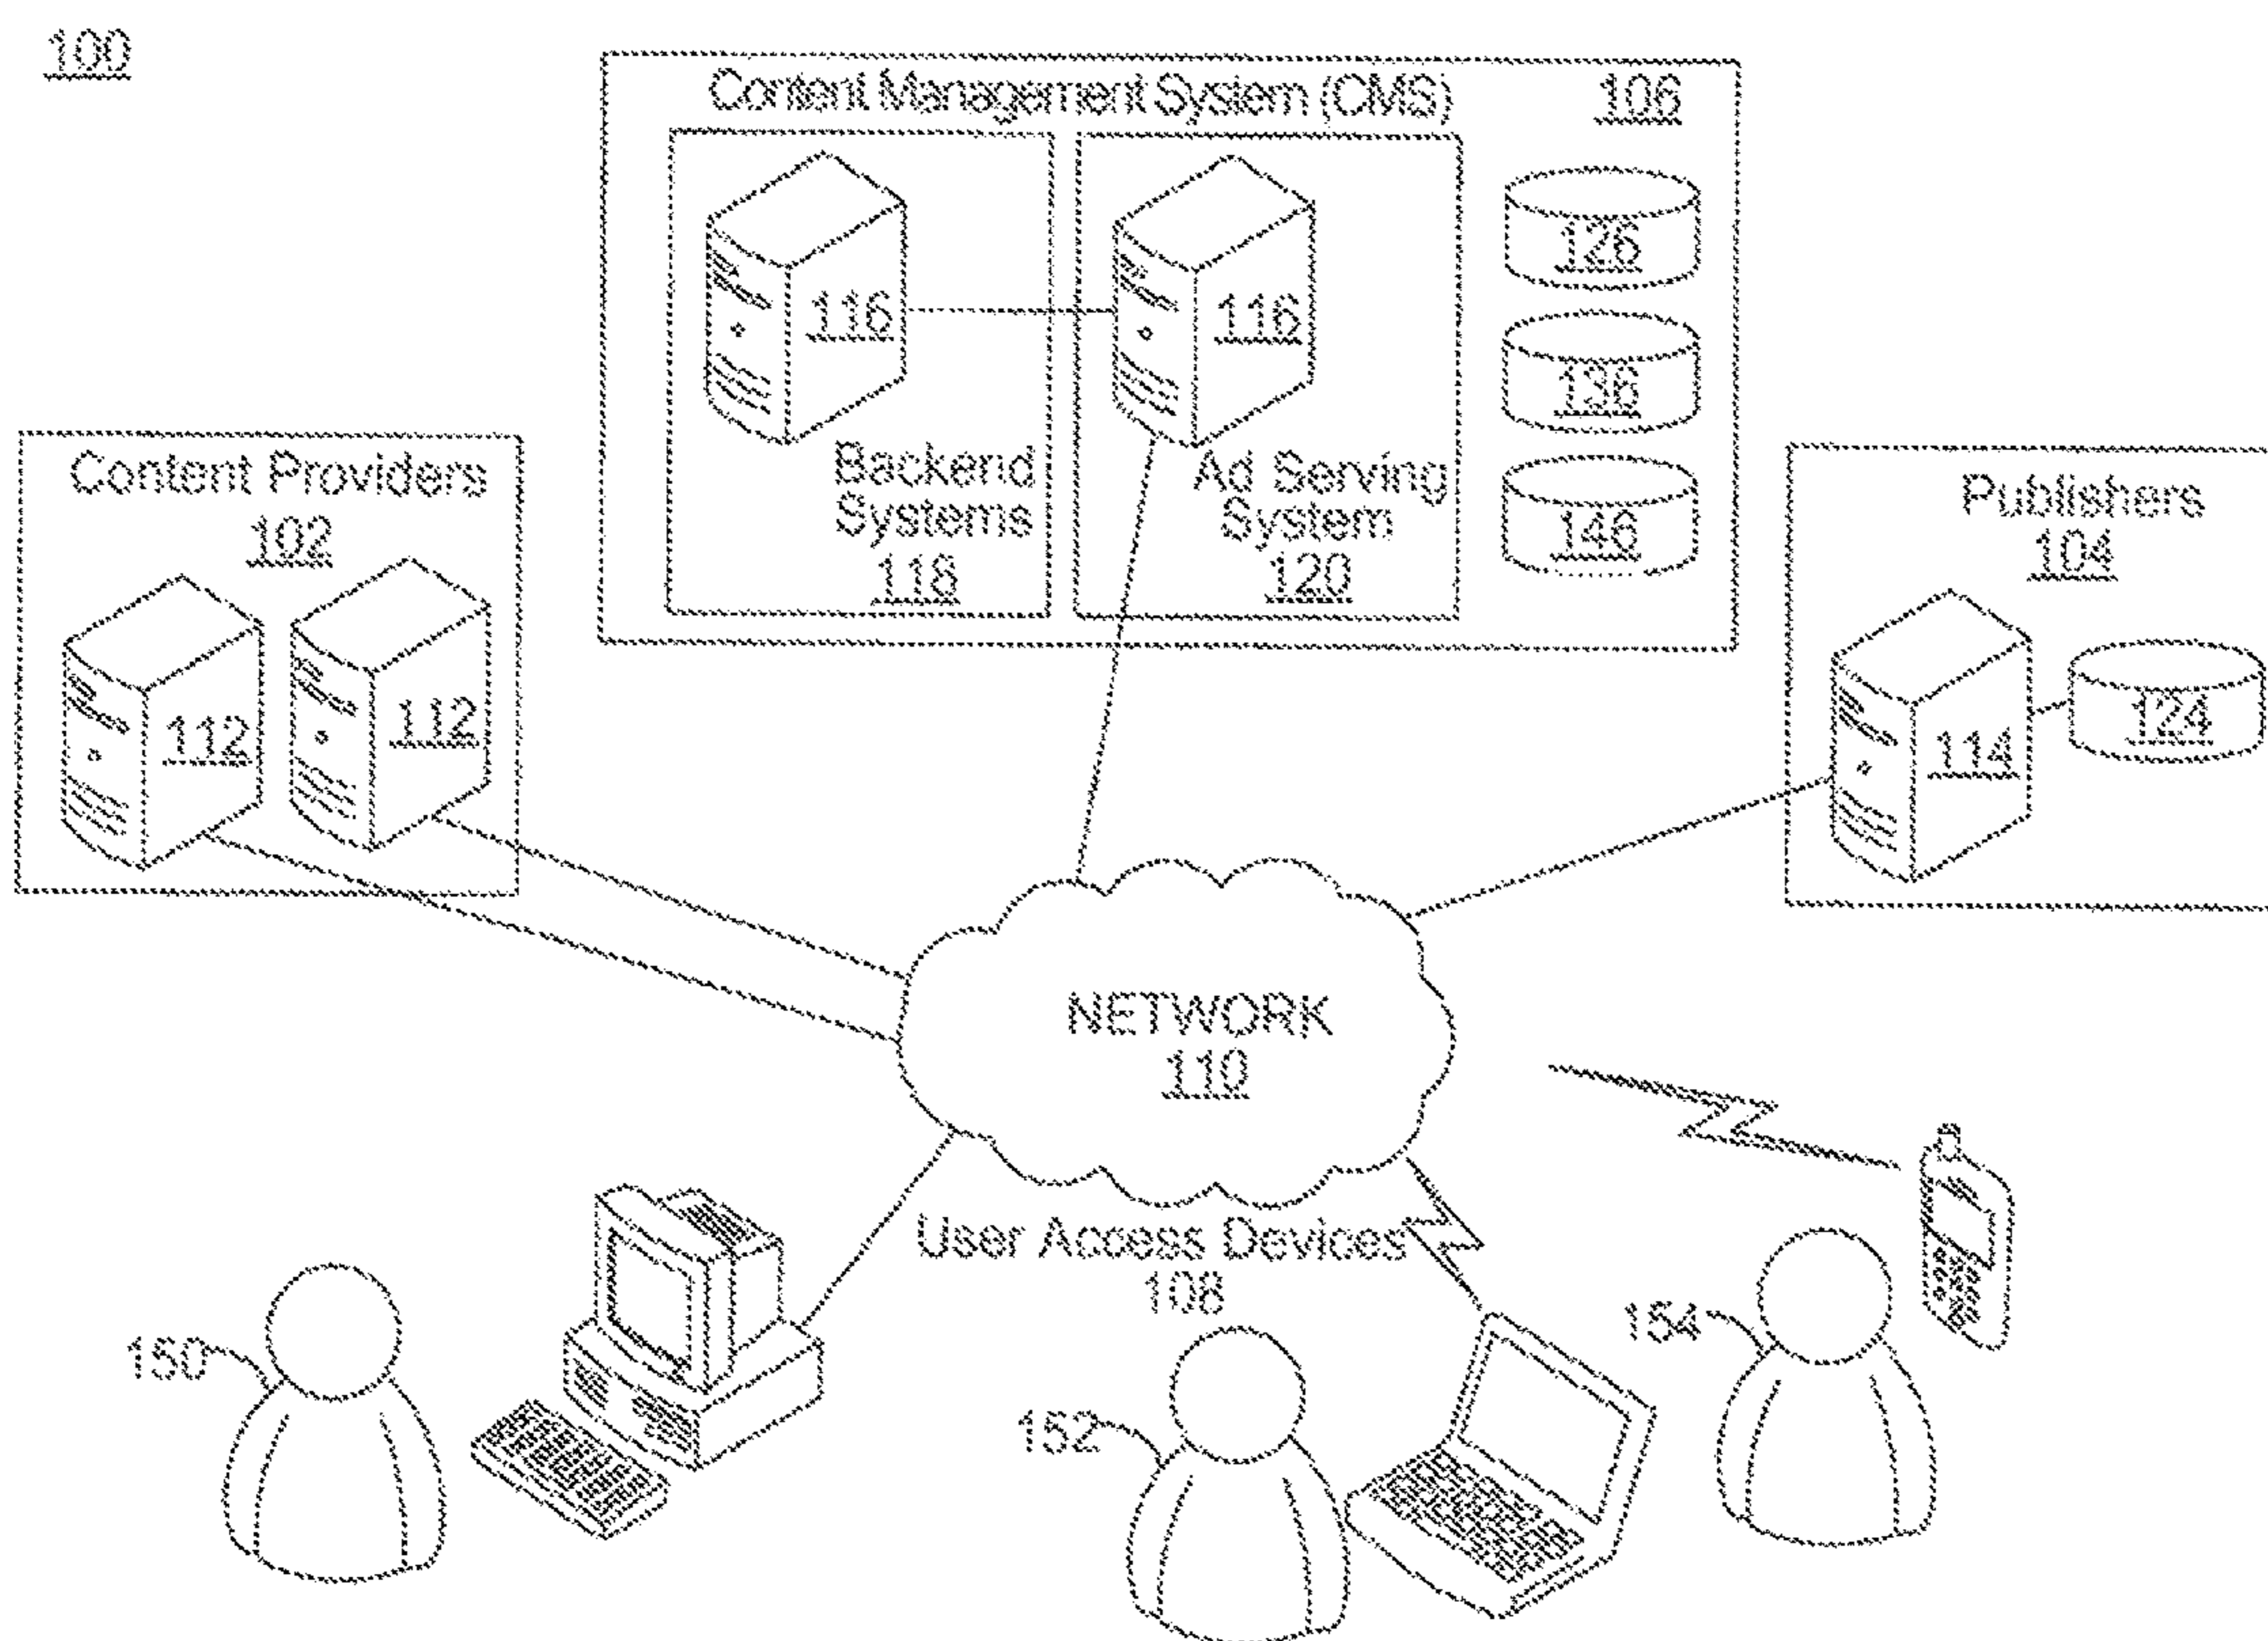 100
Content Management System (CMS) 106
116
116
126
136
146
Backend
Systems
118
Ad Serving
System
120
Content Providers
102
112
112
Publishers
104
114
124
NETWORK
110
User Access Devices
108
150
152
154